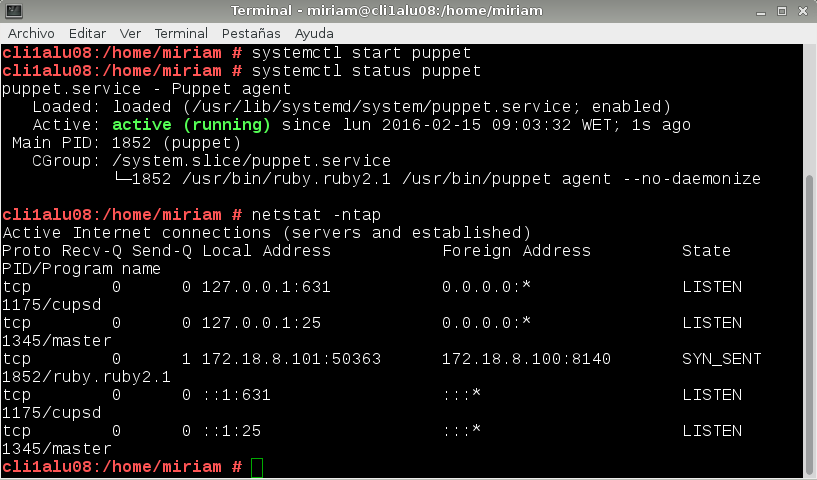 Terminal - miriam@cli1alu08:/home/miriam
Archivo Editar Ver Terminal Pestañas Ayuda
cli1alu08:/home/miriam # systemctl start puppet
cli1alu08:/home/miriam # systemctl status puppet
puppet.service - Puppet agent
   Loaded: loaded (/usr/lib/systemd/system/puppet.service; enabled)
   Active: active (running) since lun 2016-02-15 09:03:32 WET; 1s ago
 Main PID: 1852 (puppet)
   CGroup: /system.slice/puppet.service
           └─1852 /usr/bin/ruby.ruby2.1 /usr/bin/puppet agent --no-daemonize
cli1alu08:/home/miriam # netstat -ntap
Active Internet connections (servers and established)
Proto Recv-Q Send-Q Local Address           Foreign Address         State
PID/Program name
tcp        0      0 127.0.0.1:631           0.0.0.0:*               LISTEN
1175/cupsd
tcp        0      0 127.0.0.1:25            0.0.0.0:*               LISTEN
1345/master
tcp        0      1 172.18.8.101:50363      172.18.8.100:8140       SYN_SENT
1852/ruby.ruby2.1
tcp        0      0 ::1:631                 :::*                    LISTEN
1175/cupsd
tcp        0      0 ::1:25                  :::*                    LISTEN
1345/master
cli1alu08:/home/miriam #